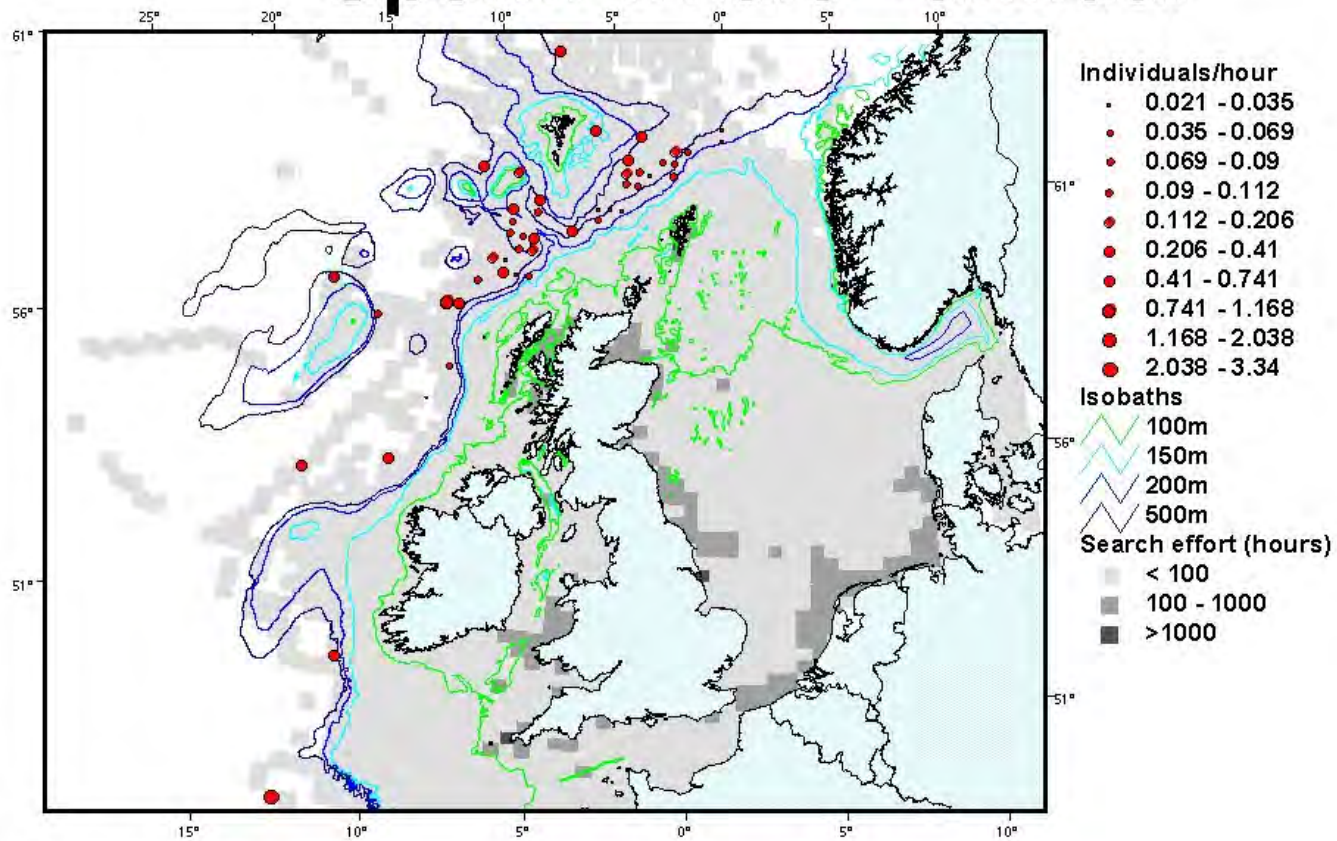 25° 20° 15° 10° 5° 0° 5° 10°
61°
Individuals/hour
0.021 - 0.035
0.035 - 0.069
0.069 - 0.09
0.09 - 0.112
61°
0.112 - 0.206
0.206 - 0.41
0.41 - 0.741
56°
0.741 - 1.168
1.168 - 2.038
2.038 - 3.34
Isobaths
100m
56°
150m
200m
500m
Search effort (hours)
< 100
51°
100 - 1000
>1000
51°
15° 10° 5° 0° 5° 10°